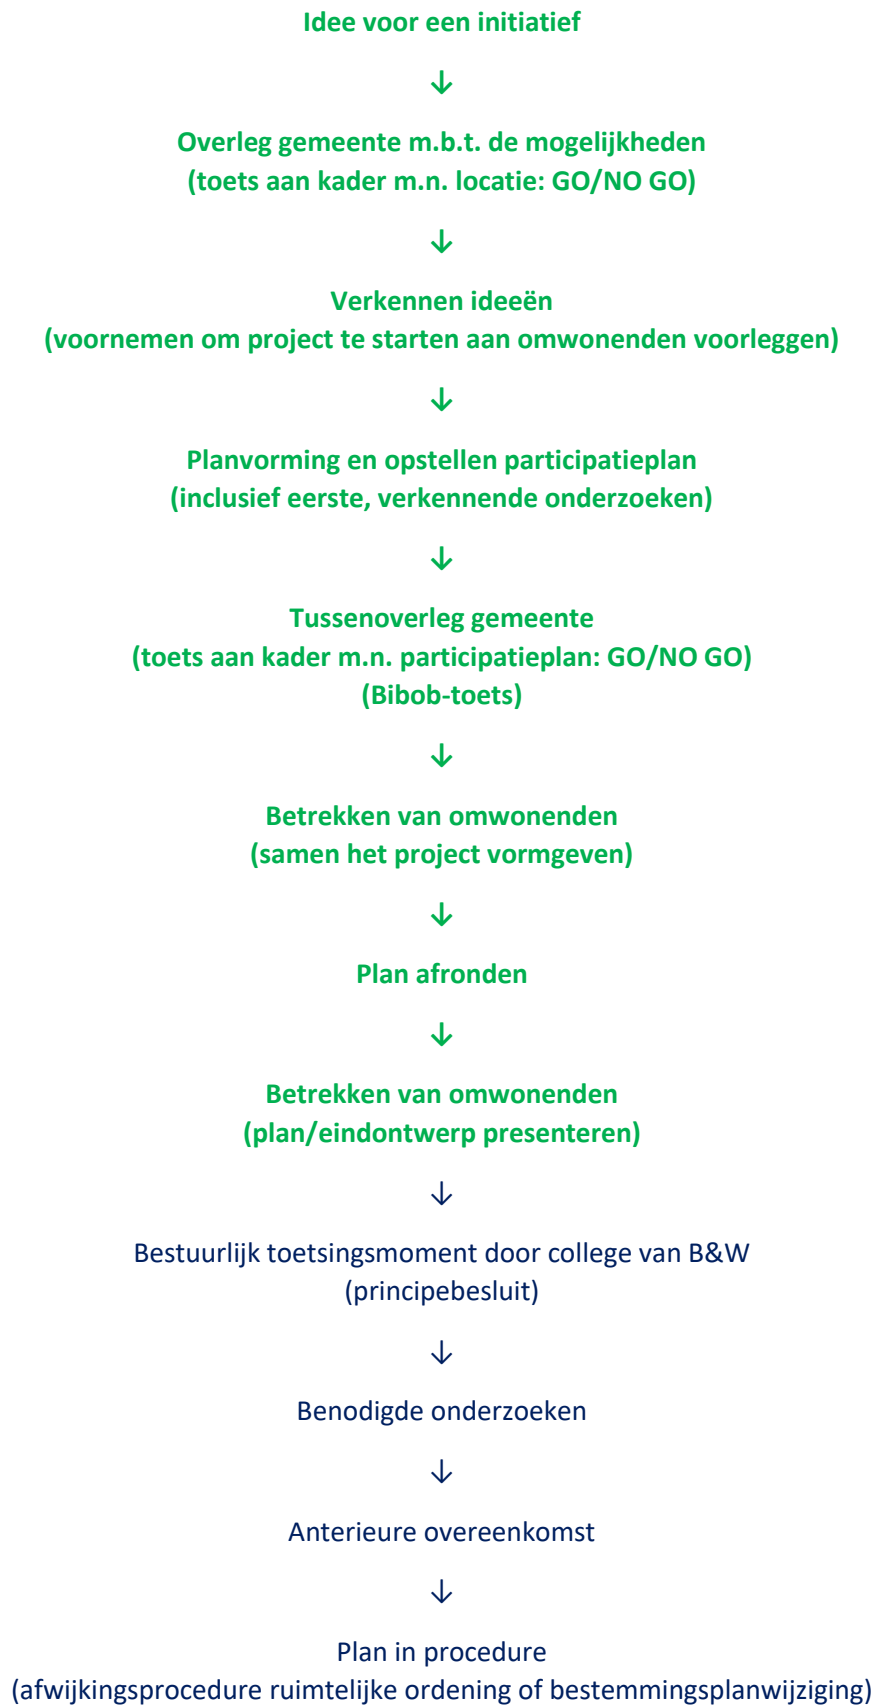 Idee voor een initiatief
↓
Overleg gemeente m.b.t. de mogelijkheden
(toets aan kader m.n. locatie: GO/NO GO)
↓
Verkennen ideeën
(voornemen om project te starten aan omwonenden voorleggen)
↓
Planvorming en opstellen participatieplan
(inclusief eerste, verkennende onderzoeken)
↓
Tussenoverleg gemeente
(toets aan kader m.n. participatieplan: GO/NO GO)
(Bibob-toets)
↓
Betrekken van omwonenden
(samen het project vormgeven)
↓
Plan afronden
↓
Betrekken van omwonenden
(plan/eindontwerp presenteren)
↓
Bestuurlijk toetsingsmoment door college van B&W
(principebesluit)
↓
Benodigde onderzoeken
↓
Anterieure overeenkomst
↓
Plan in procedure
(afwijkingsprocedure ruimtelijke ordening of bestemmingsplanwijziging)